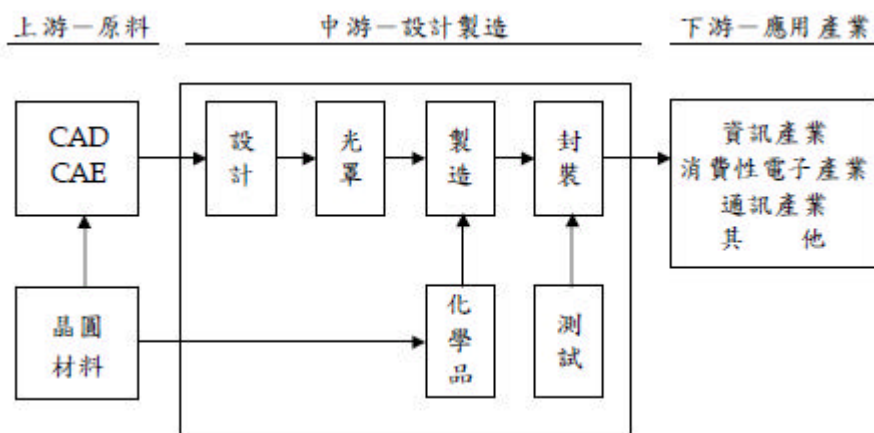 上游－原料
中游－設計製造
下游－應用產業
CAD
CAE
設計
光罩
製造
封裝
資訊產業
消費性電子產業
通訊產業
其　　他
晶圓
材料
化學品
測試